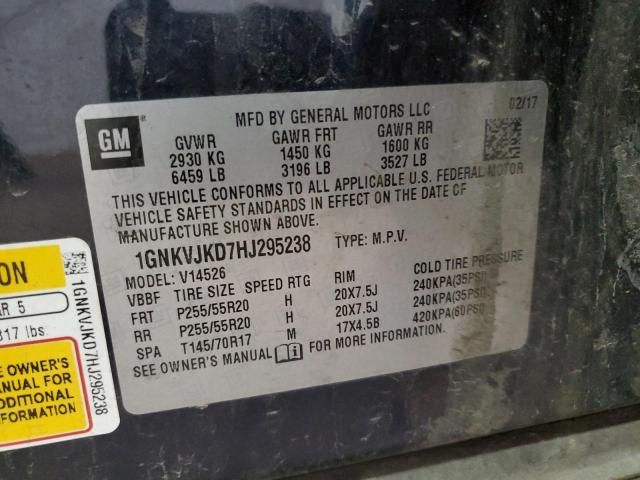 MFD BY GENERAL MOTORS LLC 02/17
GM
GVWR GAWR FRT GAWR RR
2930 KG 1450 KG 1600 KG
6459 LB 3196 LB 3527 LB
THIS VEHICLE CONFORMS TO ALL APPLICABLE U.S. FEDERAL MOTOR
VEHICLE SAFETY STANDARDS IN EFFECT ON THE DATE OF
MANUFACTURE SHOWN ABOVE.
1GNKVJKD7HJ295238 TYPE: M.P.V.
MODEL: V14526
VBBF TIRE SIZE SPEED RTG RIM COLD TIRE PRESSURE
FRT P255/55R20 H 20X7.5J 240KPA(35PSI)
RR P255/55R20 H 20X7.5J 240KPA(35PSI)
SPA T145/70R17 M 17X4.5B 420KPA(60PSI)
SEE OWNER'S MANUAL FOR MORE INFORMATION.
ON
AR 5
317 lbs
E OWNER'S
ANUAL FOR
DDITIONAL
FORMATION
1GNKVJKD7HJ295238